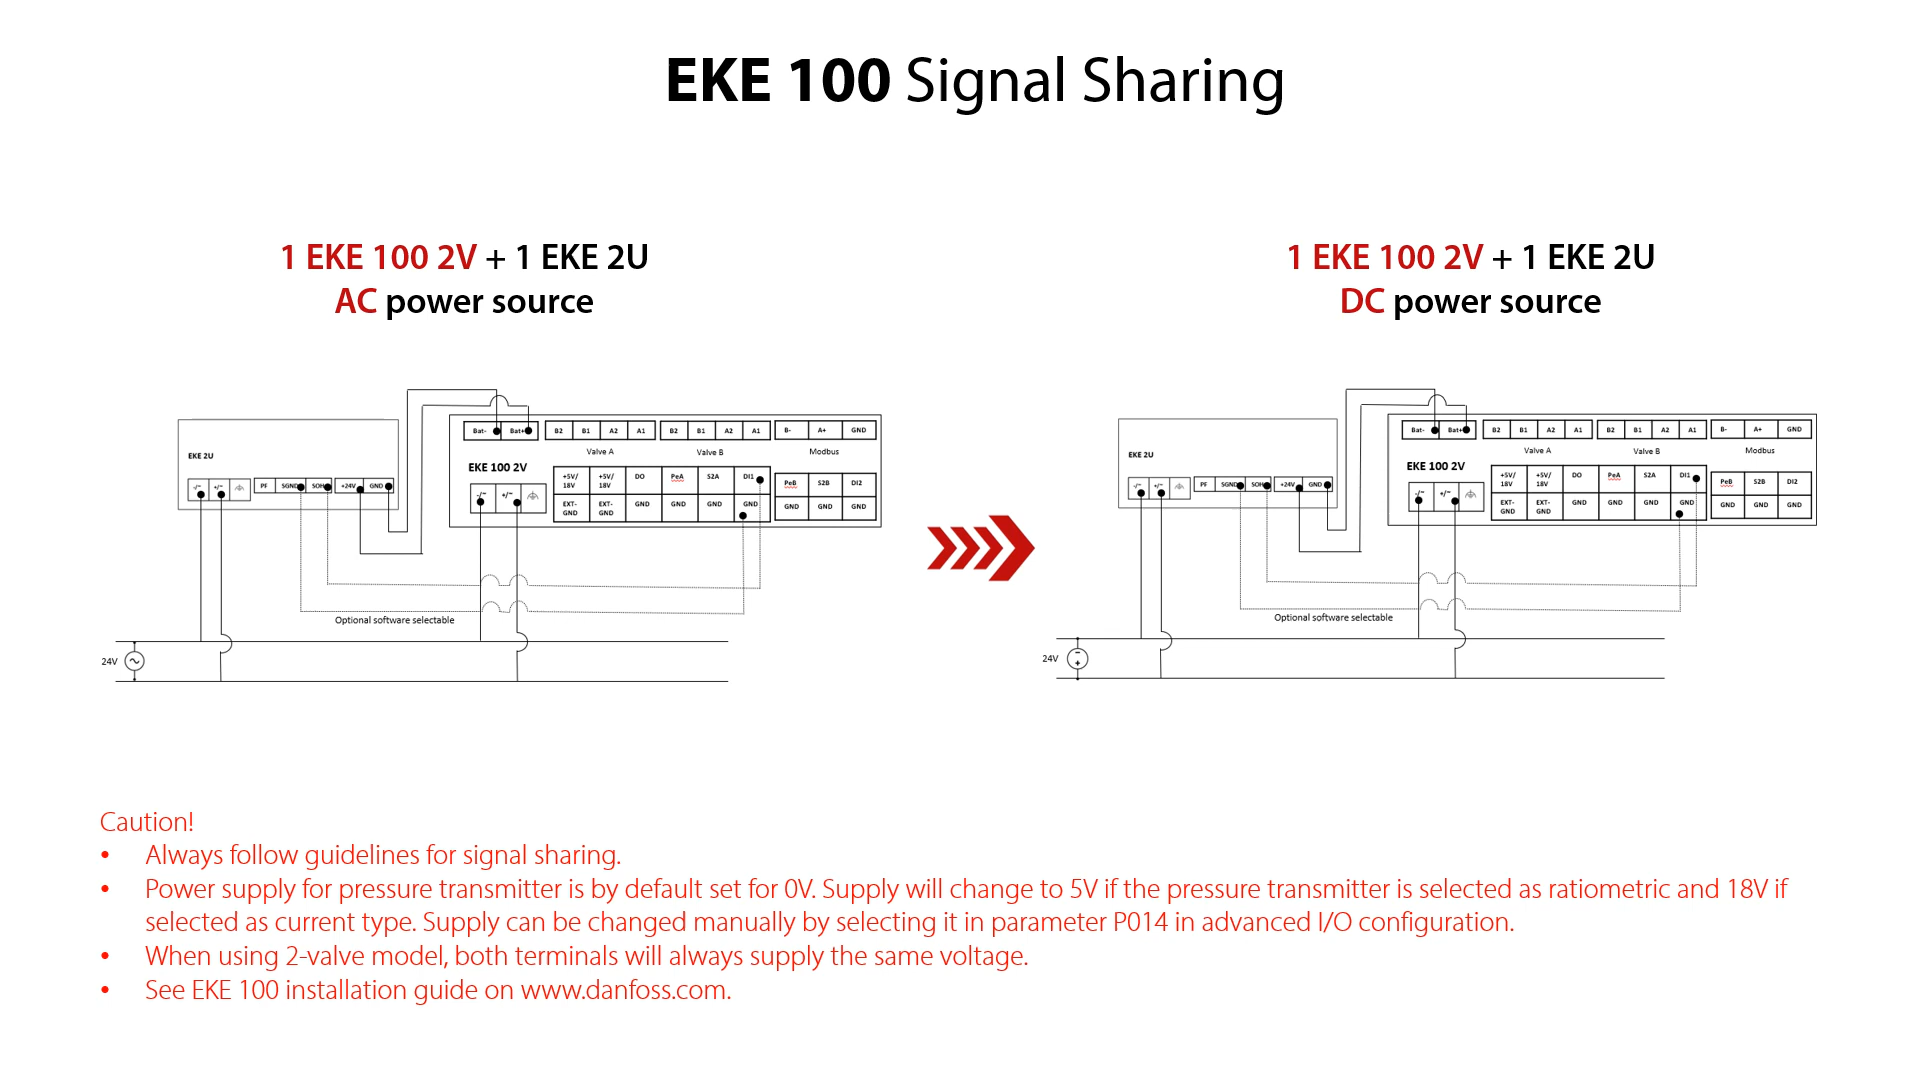 EKE 100 Signal Sharing
1 EKE 100 2V + 1 EKE 2U
AC power source
1 EKE 100 2V + 1 EKE 2U
DC power source
Bat- Bat+ B2 B1 A2 A1 B2 B1 A2 A1 B- A+ GND
Valve A Valve B Modbus
EKE 2U
EKE 100 2V
-/~ +/~ PF SGND SOH +24V GND
+5V/ 18V +5V/ 18V DO PeA S2A DI1 PeB S2B DI2
-/~ +/~
EXT- GND EXT- GND GND GND GND GND GND GND GND
Optional software selectable
24V
Bat- Bat+ B2 B1 A2 A1 B2 B1 A2 A1 B- A+ GND
Valve A Valve B Modbus
EKE 2U
EKE 100 2V
-/~ +/~ PF SGND SOH +24V GND
+5V/ 18V +5V/ 18V DO PeA S2A DI1 PeB S2B DI2
-/~ +/~
EXT- GND EXT- GND GND GND GND GND GND GND GND
Optional software selectable
24V
Caution!
• Always follow guidelines for signal sharing.
• Power supply for pressure transmitter is by default set for 0V. Supply will change to 5V if the pressure transmitter is selected as ratiometric and 18V if
selected as current type. Supply can be changed manually by selecting it in parameter P014 in advanced I/O configuration.
• When using 2-valve model, both terminals will always supply the same voltage.
• See EKE 100 installation guide on www.danfoss.com.